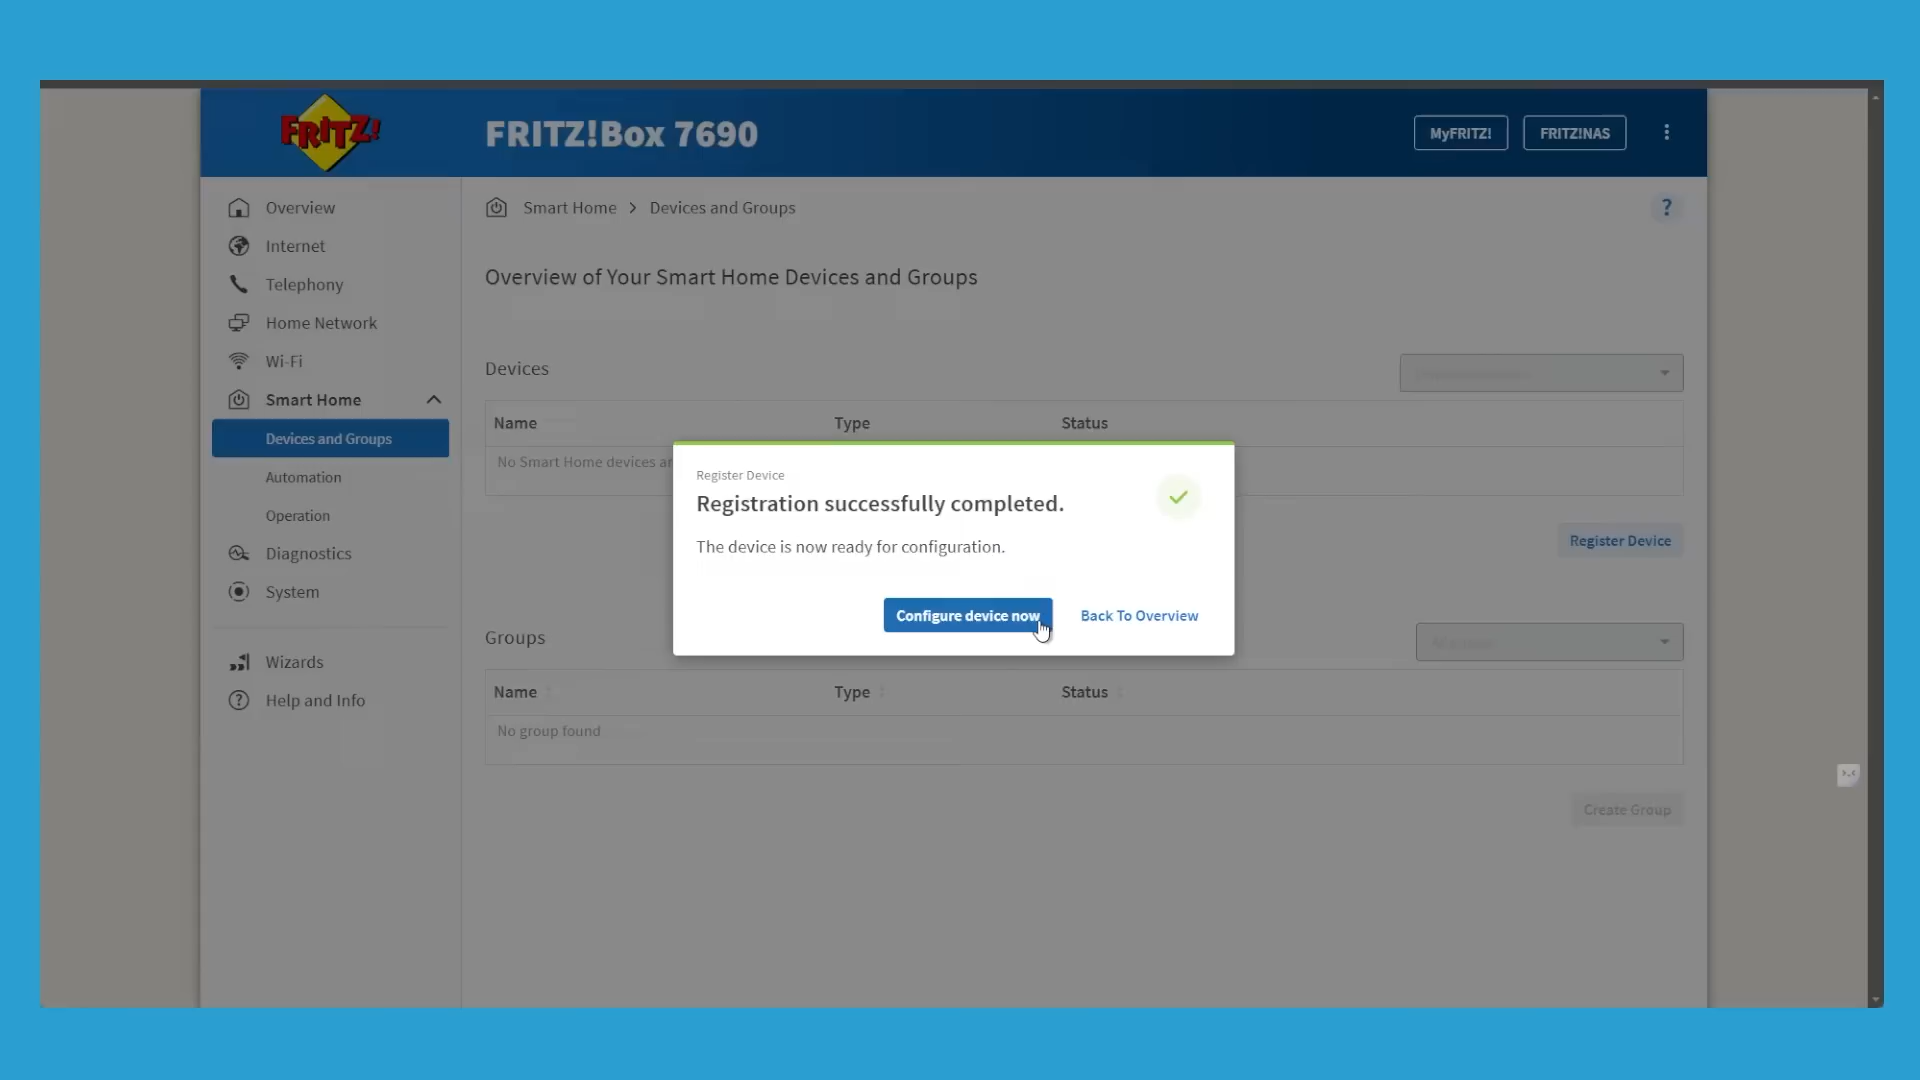 FRITZ!
FRITZ!Box 7690
MyFRITZ!
FRITZ!NAS
Overview
Internet
Telephony
Home Network
Wi-Fi
Smart Home
Devices and Groups
Automation
Operation
Diagnostics
System
Wizards
Help and Info
Smart Home > Devices and Groups
?
Overview of Your Smart Home Devices and Groups
Devices
Name Type Status
No Smart Home devices
Register Device
Registration successfully completed.
The device is now ready for configuration.
Configure device now
Back To Overview
Register Device
Groups
Name Type Status
No group found
Create Group